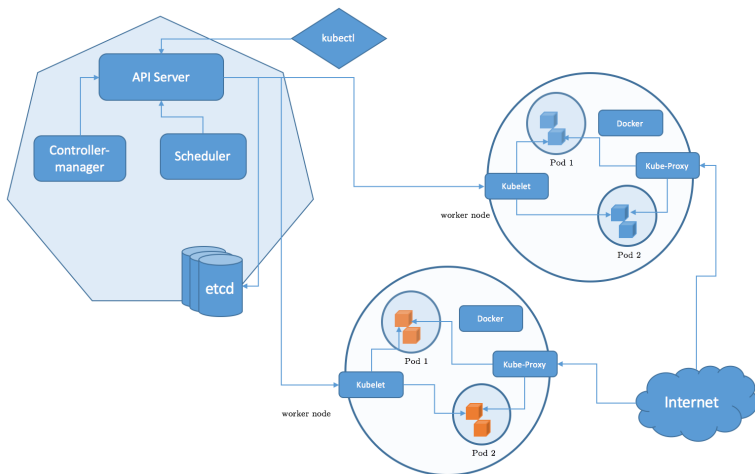 kubectl
API Server
Controller-
manager
Scheduler
etcd
Docker
Pod 1
Kube-Proxy
Kubelet
worker node
Pod 2
Docker
Pod 1
Kube-Proxy
Kubelet
worker node
Pod 2
Internet